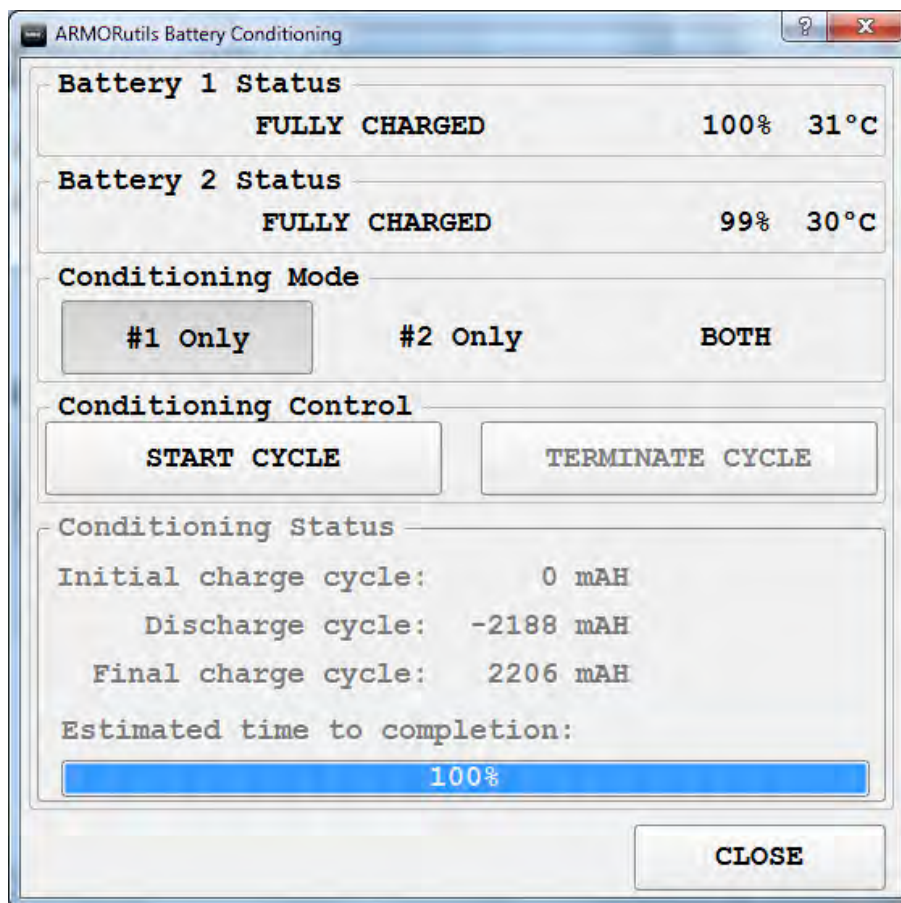 ARMORutils Battery Conditioning
Battery 1 Status
FULLY CHARGED 100% 31°C
Battery 2 Status
FULLY CHARGED 99% 30°C
Conditioning Mode
#1 Only #2 Only BOTH
Conditioning Control
START CYCLE TERMINATE CYCLE
Conditioning Status
Initial charge cycle: 0 mAH
Discharge cycle: -2188 mAH
Final charge cycle: 2206 mAH
Estimated time to completion:
100%
CLOSE